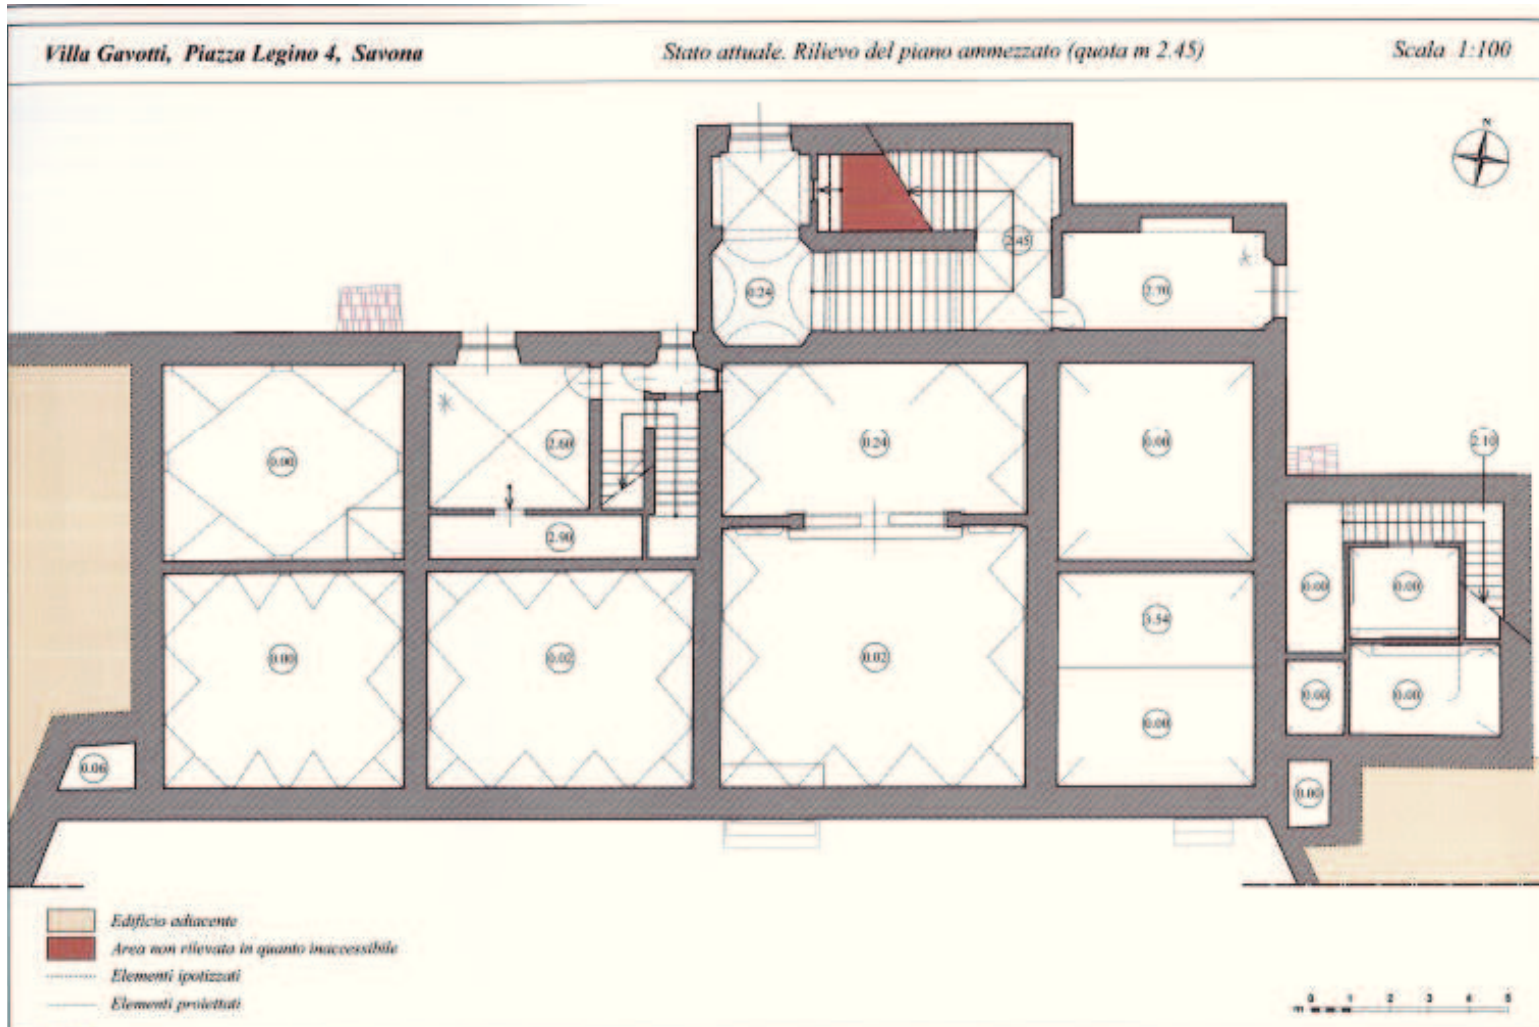 Villa Gavotti, Piazza Legino 4, Savona
Stato attuale. Rilievo del piano ammezzato (quota m 2.45)
Scala 1:100
N
2.45
0.24
2.70
0.00
2.60
0.24
0.00
2.10
2.90
0.00
0.00
3.54
0.00
0.02
0.02
0.00
0.00
0.00
0.06
0.00
Edificio adiacente
Area non rilevata in quanto inaccessibile
Elementi ipotizzati
Elementi proiettati
m 0 1 2 3 4 5